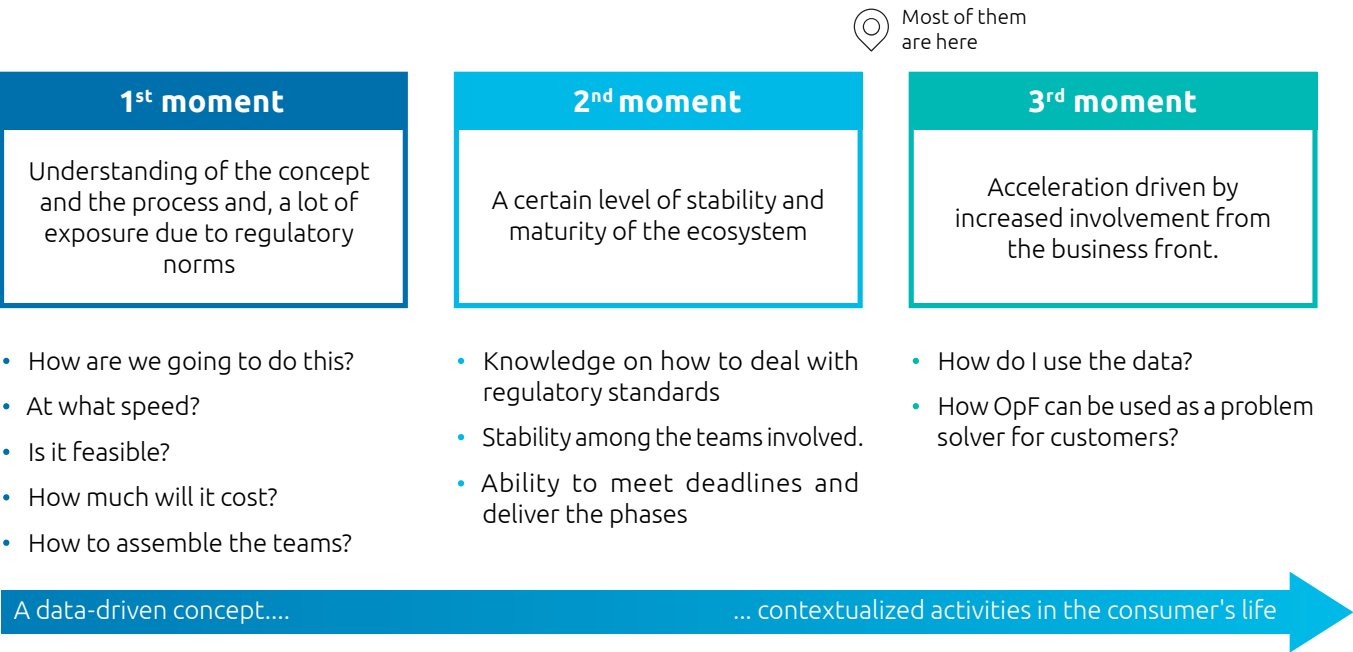 Most of them
are here
1st moment
Understanding of the concept
and the process and, a lot of
exposure due to regulatory
norms
• How are we going to do this?
• At what speed?
• Is it feasible?
• How much will it cost?
• How to assemble the teams?
2nd moment
A certain level of stability and
maturity of the ecosystem
• Knowledge on how to deal with
regulatory standards
• Stability among the teams involved.
• Ability to meet deadlines and
deliver the phases
3rd moment
Acceleration driven by
increased involvement from
the business front.
• How do I use the data?
• How OpF can be used as a problem
solver for customers?
A data-driven concept....
... contextualized activities in the consumer's life